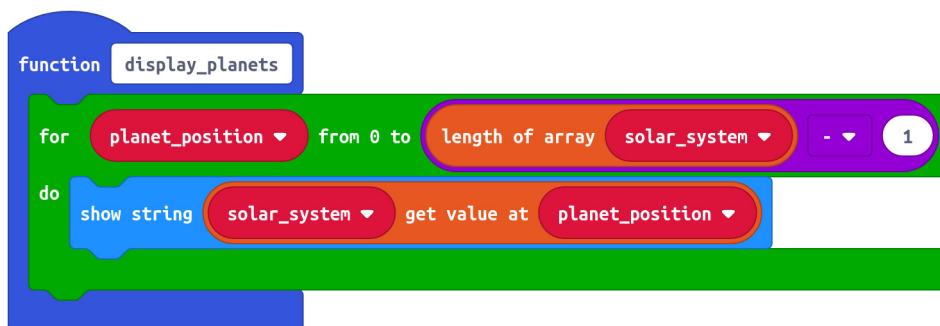 function display_planets
for planet_position from 0 to length of array solar_system - 1
do
show string solar_system get value at planet_position